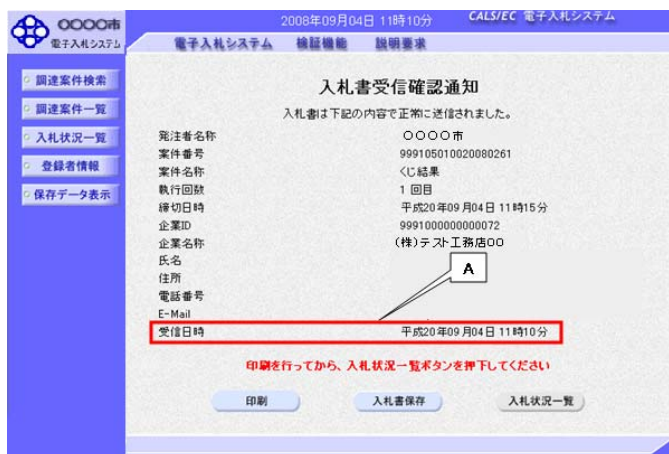 〇〇〇〇市
電子入札システム
2008年09月04日 11時10分
CALS/EC 電子入札システム
電子入札システム 検証機能 説明要求
調達案件検索
調達案件一覧
入札状況一覧
登録者情報
保存データ表示
入札書受信確認通知
入札書は下記の内容で正常に送信されました。
発注者名称 〇〇〇〇市
案件番号 999105010020080261
案件名称 くじ結果
執行回数 1 回目
締切日時 平成20年09月04日 11時15分
企業ID 9991000000000072
企業名称 (株)テスト工務店〇〇
氏名
住所
電話番号
E-Mail
A
受信日時 平成20年09月04日 11時10分
印刷を行ってから、入札状況一覧ボタンを押下してください
印刷 入札書保存 入札状況一覧